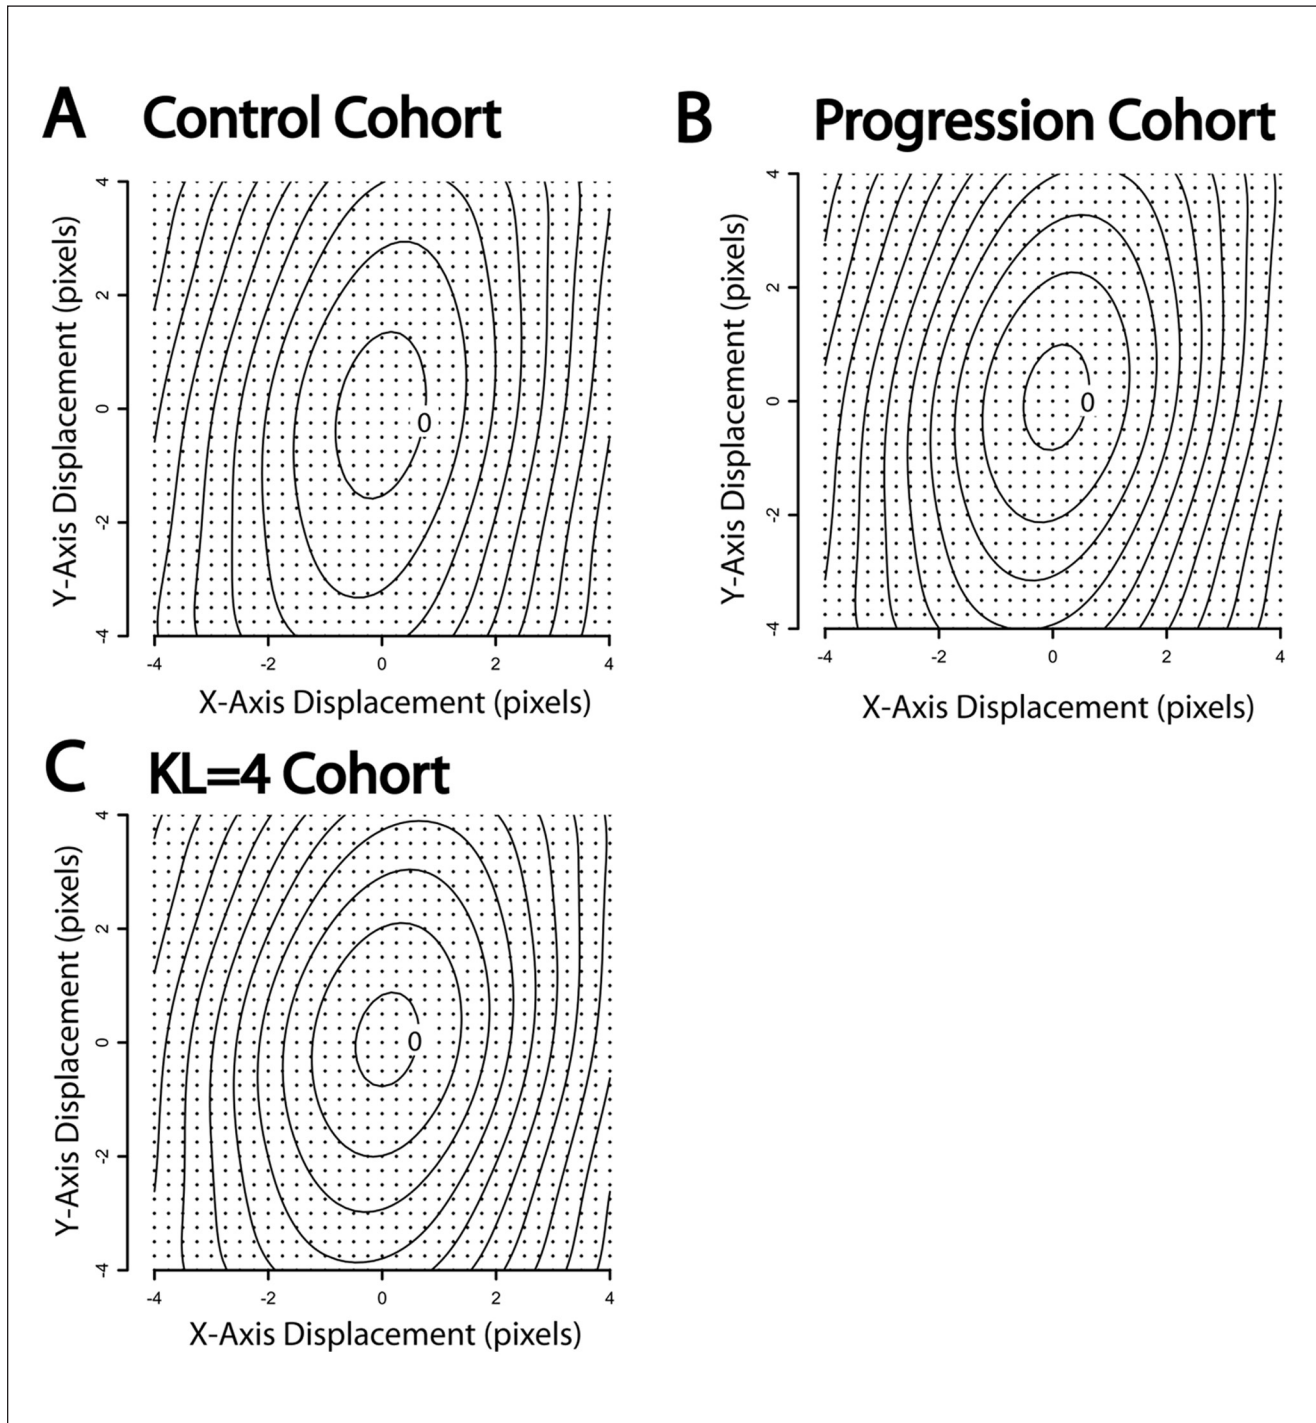 A Control Cohort
4
2
0
-2
-4
Y-Axis Displacement (pixels)
0
-4 -2 0 2 4
X-Axis Displacement (pixels)
B Progression Cohort
4
2
0
-2
-4
Y-Axis Displacement (pixels)
0
-4 -2 0 2 4
X-Axis Displacement (pixels)
C KL=4 Cohort
4
2
0
-2
-4
Y-Axis Displacement (pixels)
0
-4 -2 0 2 4
X-Axis Displacement (pixels)